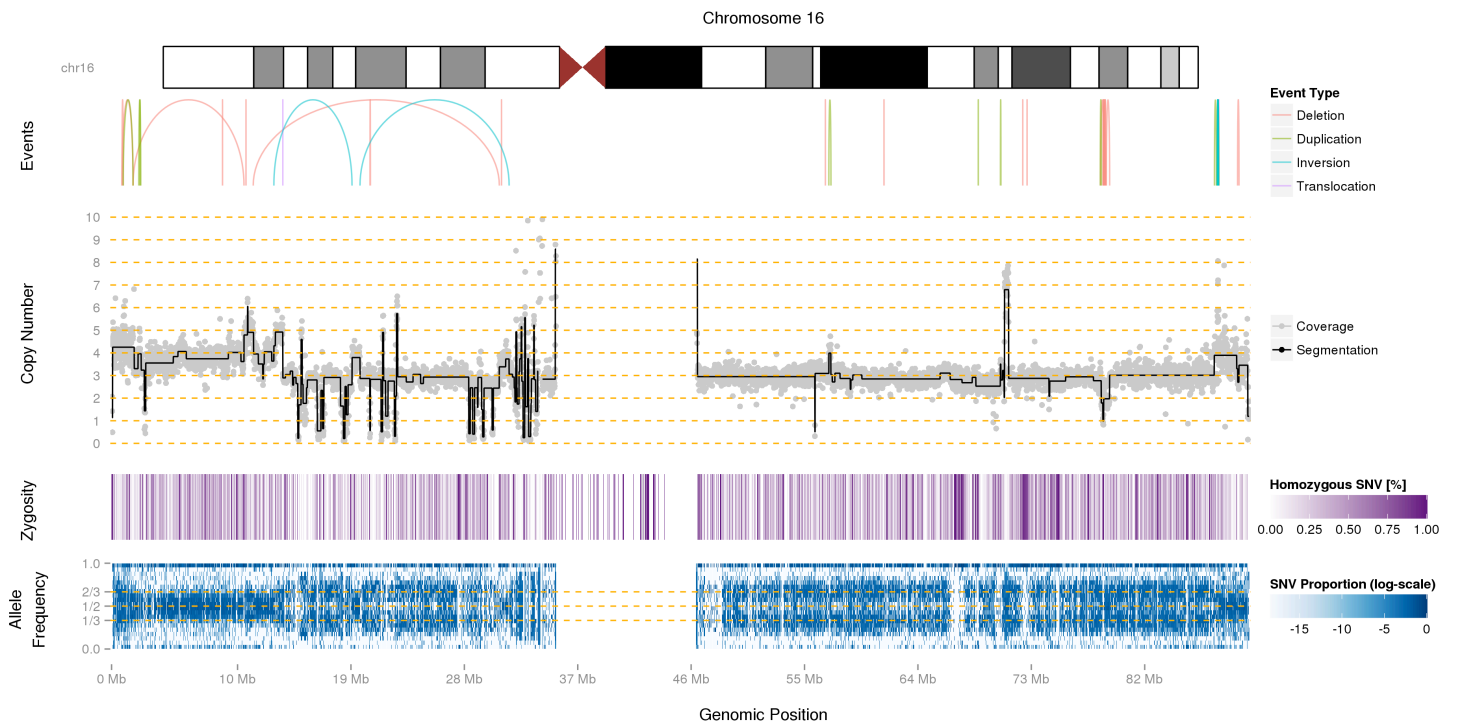 Chromosome 16
chr16
Events
Event Type
Deletion
Duplication
Inversion
Translocation
Copy Number
10
9
8
7
6
5
4
3
2
1
0
Coverage
Segmentation
Zygosity
Homozygous SNV [%]
0.00 0.25 0.50 0.75 1.00
Allele
Frequency
1.0
2/3
1/2
1/3
0.0
SNV Proportion (log-scale)
-15 -10 -5 0
0 Mb 10 Mb 19 Mb 28 Mb 37 Mb 46 Mb 55 Mb 64 Mb 73 Mb 82 Mb
Genomic Position